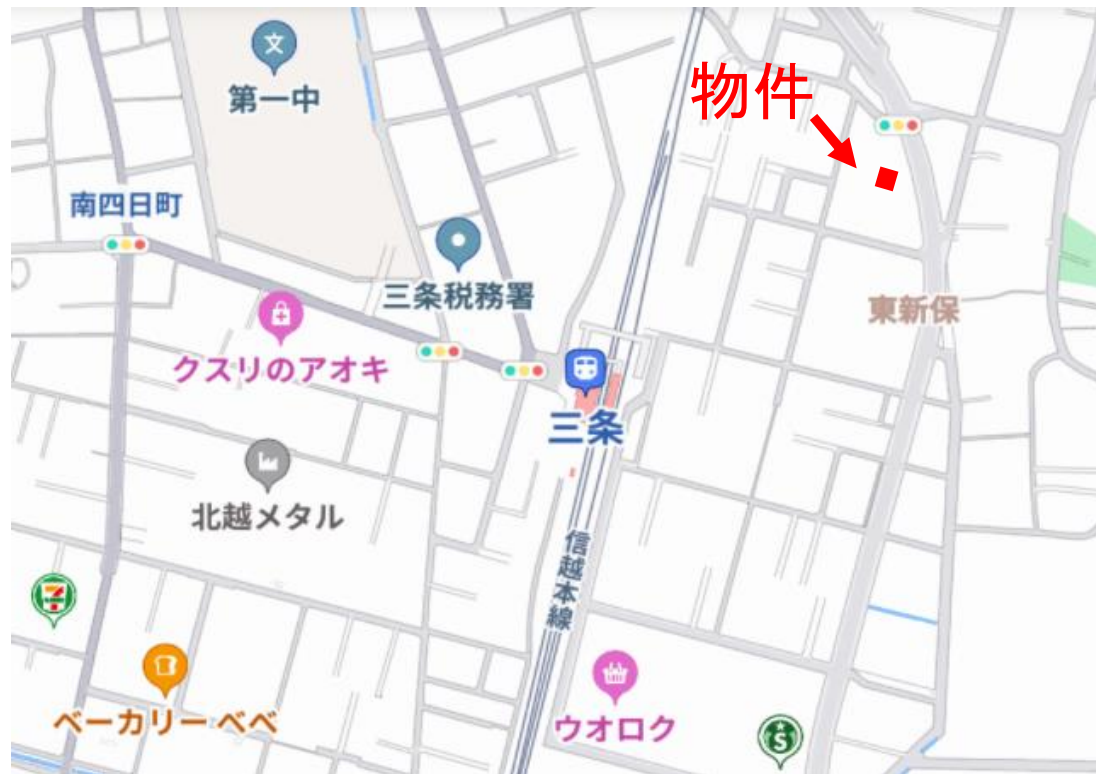 第一中
物件
南四日町
三条税務署
東新保
クスリのアオキ
三条
北越メタル
信越本線
7
ベーカリー べべ
ウオロク
S